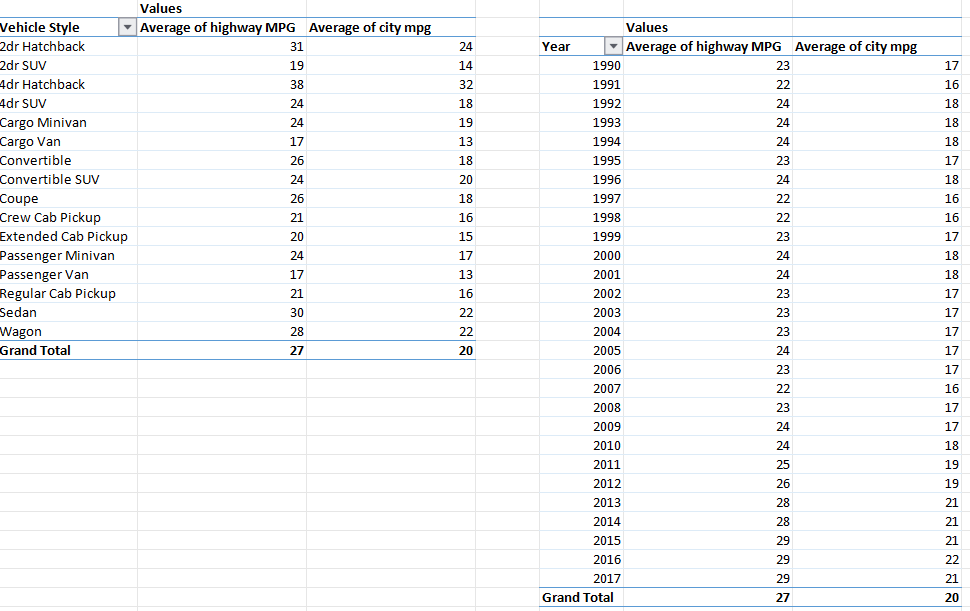 Values
Vehicle Style Average of highway MPG Average of city mpg
2dr Hatchback 31 24
2dr SUV 19 14
4dr Hatchback 38 32
4dr SUV 24 18
Cargo Minivan 24 19
Cargo Van 17 13
Convertible 26 18
Convertible SUV 24 20
Coupe 26 18
Crew Cab Pickup 21 16
Extended Cab Pickup 20 15
Passenger Minivan 24 17
Passenger Van 17 13
Regular Cab Pickup 21 16
Sedan 30 22
Wagon 28 22
Grand Total 27 20
Values
Year Average of highway MPG Average of city mpg
1990 23 17
1991 22 16
1992 24 18
1993 24 18
1994 24 18
1995 23 17
1996 24 18
1997 22 16
1998 22 16
1999 23 17
2000 24 18
2001 24 18
2002 23 17
2003 23 17
2004 23 17
2005 24 17
2006 23 17
2007 22 16
2008 23 17
2009 24 17
2010 24 18
2011 25 19
2012 26 19
2013 28 21
2014 28 21
2015 29 21
2016 29 22
2017 29 21
Grand Total 27 20